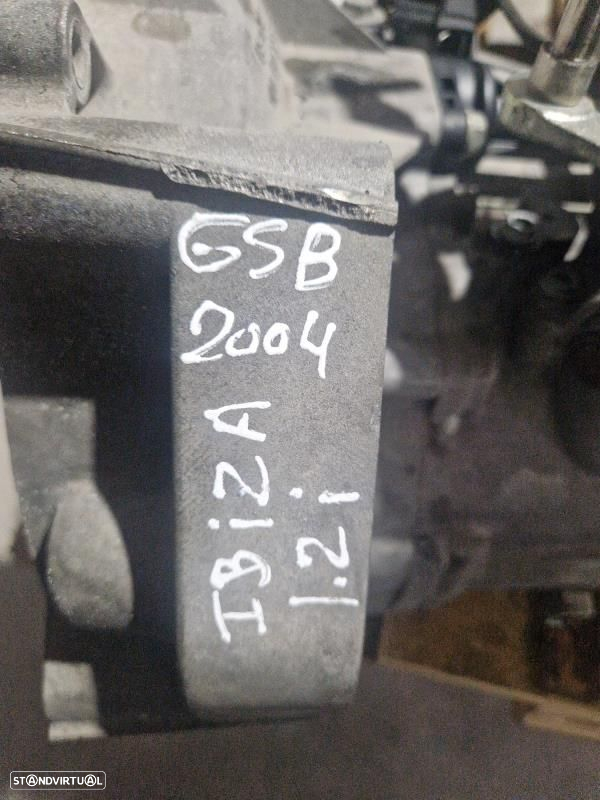 GSB
2004
IBiZA
1.2i
STANDVIRTUAL